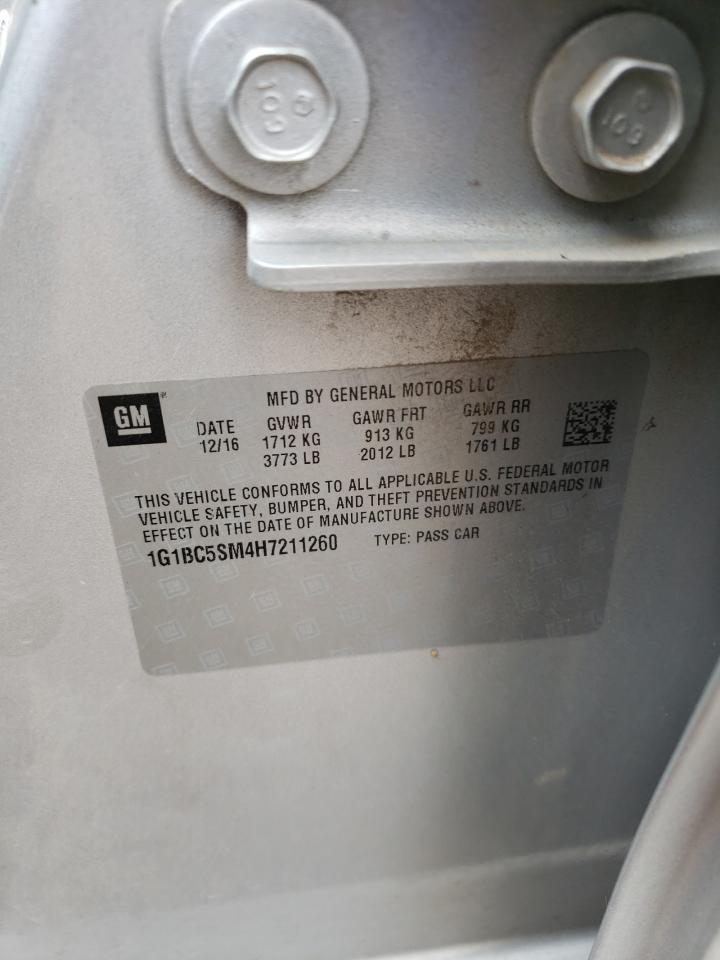 109
109
GM
MFD BY GENERAL MOTORS LLC
DATE GVWR GAWR FRT GAWR RR
12/16 1712 KG 913 KG 799 KG
3773 LB 2012 LB 1761 LB
THIS VEHICLE CONFORMS TO ALL APPLICABLE U.S. FEDERAL MOTOR
VEHICLE SAFETY, BUMPER, AND THEFT PREVENTION STANDARDS IN
EFFECT ON THE DATE OF MANUFACTURE SHOWN ABOVE.
1G1BC5SM4H7211260 TYPE: PASS CAR